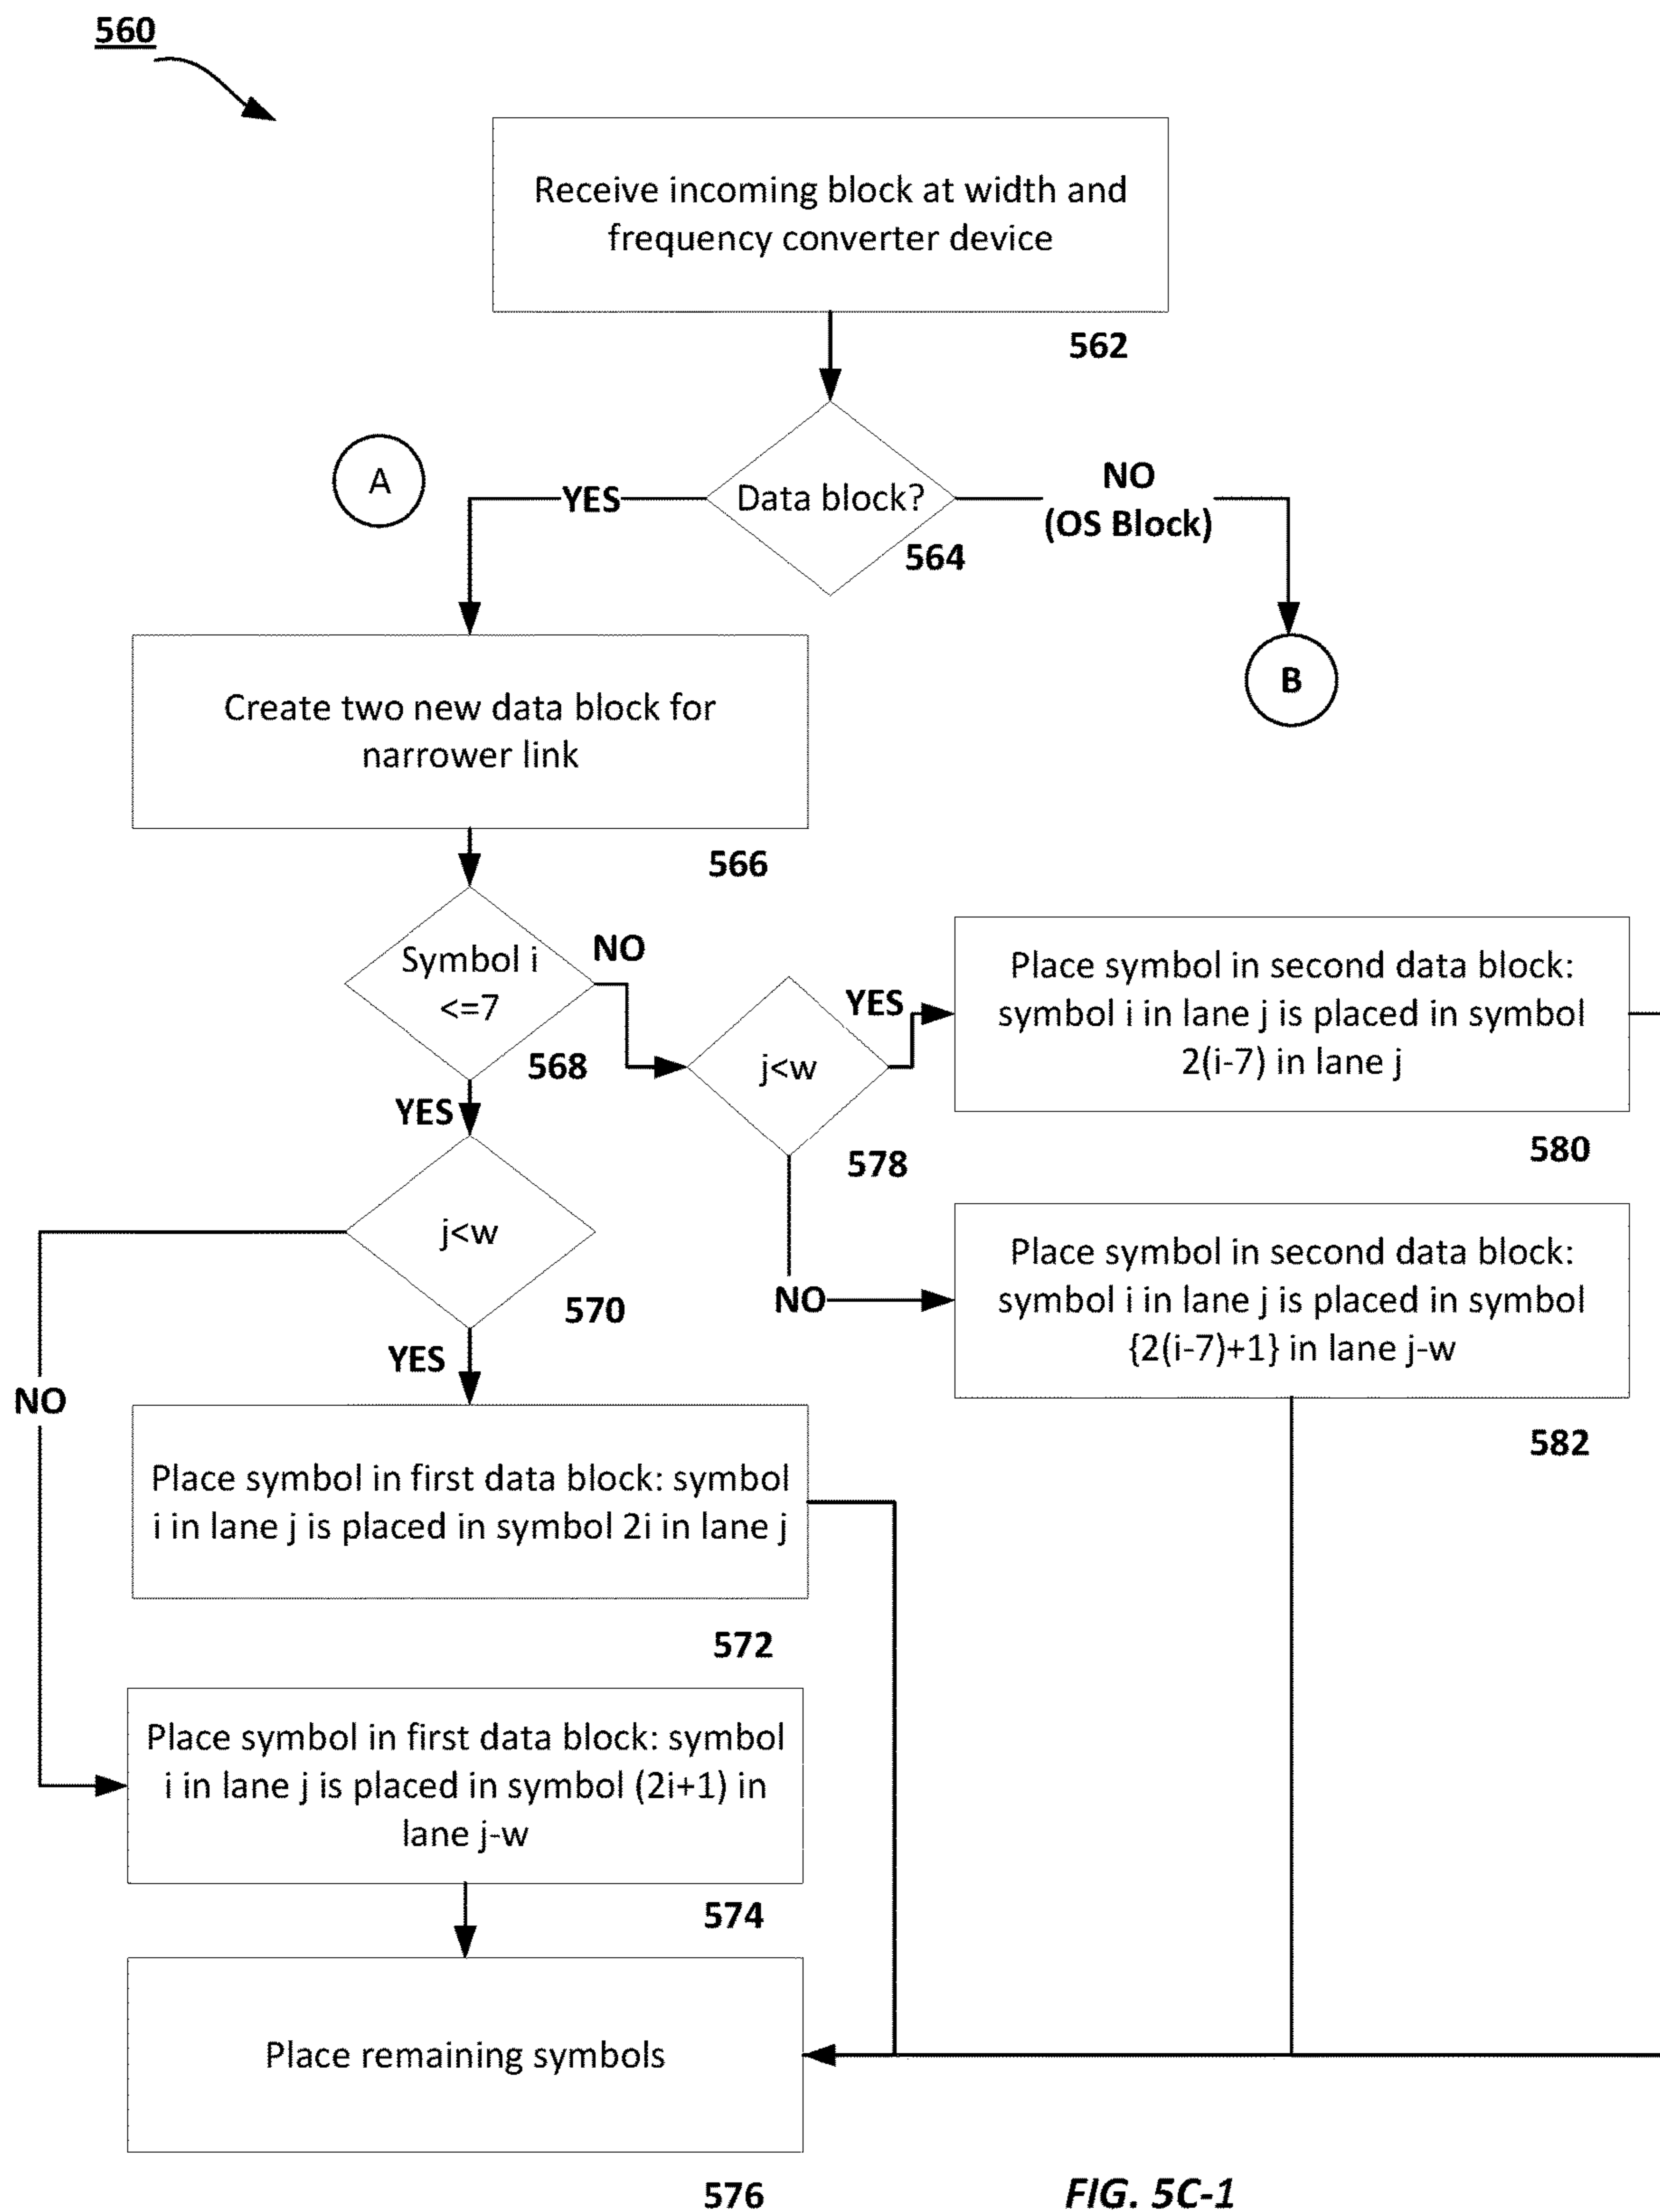 560
Receive incoming block at width and
frequency converter device
562
A
YES
Data block?
564
NO
(OS Block)
B
Create two new data block for
narrower link
566
Symbol i
<=7
568
NO
YES
j<w
578
YES
Place symbol in second data block:
symbol i in lane j is placed in symbol
2(i-7) in lane j
580
NO
Place symbol in second data block:
symbol i in lane j is placed in symbol
{2(i-7)+1} in lane j-w
582
j<w
570
YES
NO
Place symbol in first data block: symbol
i in lane j is placed in symbol 2i in lane j
572
Place symbol in first data block: symbol
i in lane j is placed in symbol (2i+1) in
lane j-w
574
Place remaining symbols
576
FIG. 5C-1